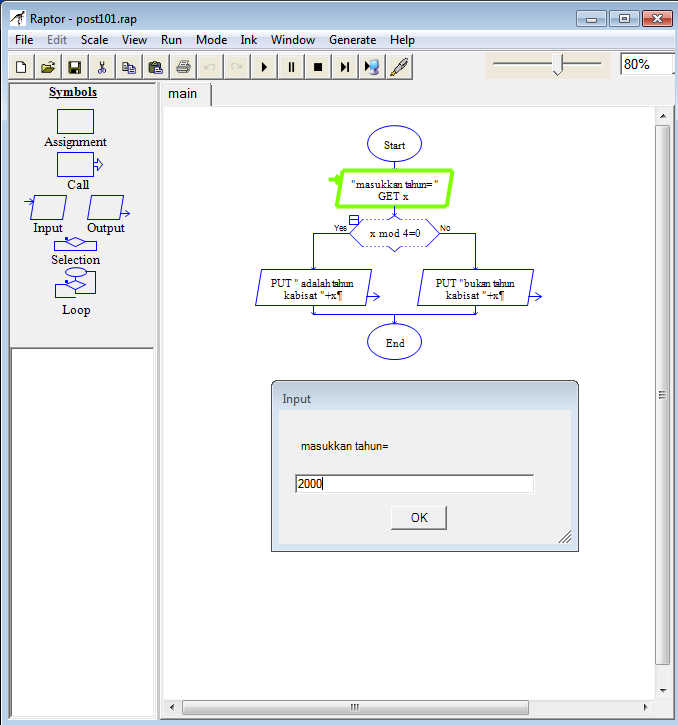 Raptor - post101.rap
File Edit Scale View Run Mode Ink Window Generate Help
80%
Symbols
Assignment
Call
Input Output
Selection
Loop
main
Start
"masukkan tahun= "
GET x
Yes x mod 4=0 No
PUT " adalah tahun
kabisat "+x¶
PUT "bukan tahun
kabisat "+x¶
End
Input
masukkan tahun=
2000
OK